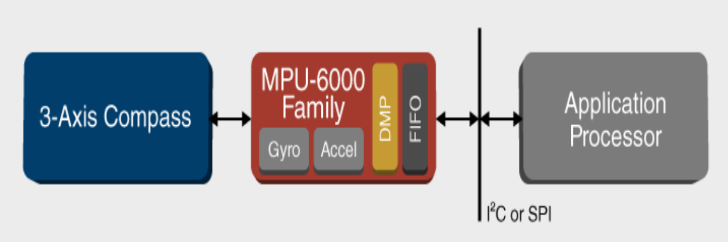 3-Axis Compass
MPU-6000
Family
Gyro
Accel
DMP
FIFO
Application
Processor
I²C or SPI